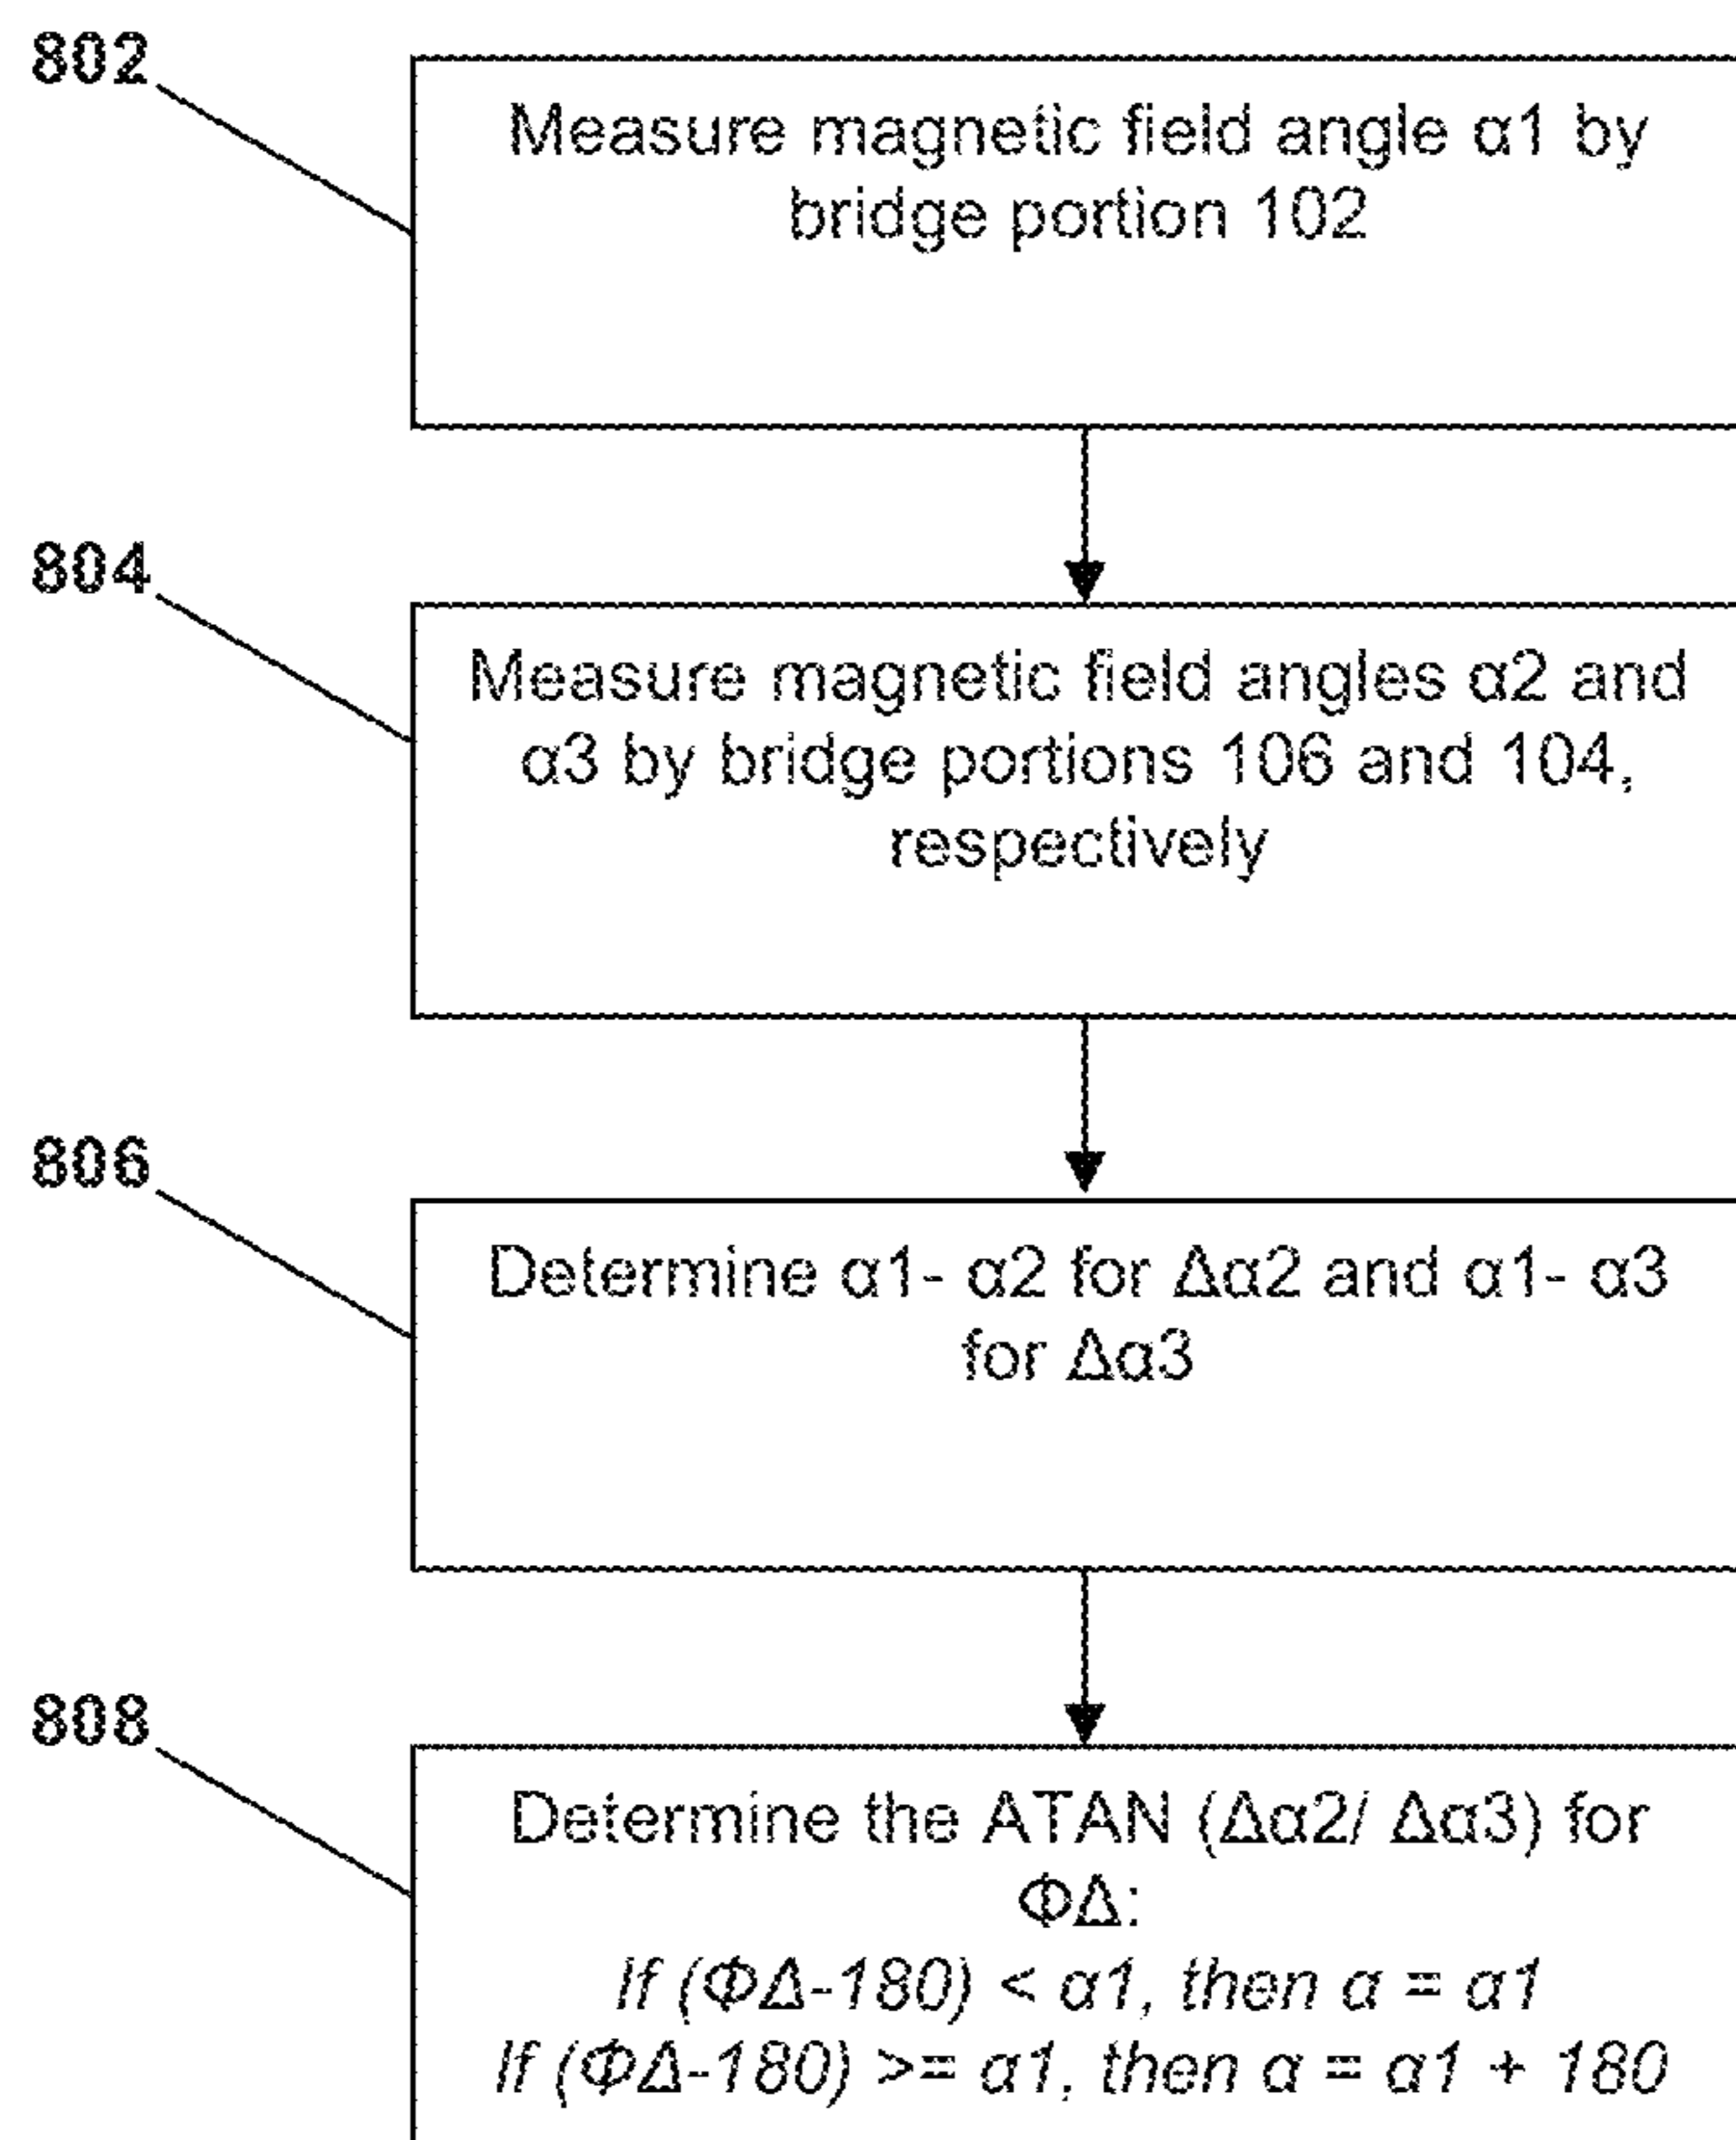 802
Measure magnetic field angle α1 by
bridge portion 102
804
Measure magnetic field angles α2 and
α3 by bridge portions 106 and 104,
respectively
806
Determine α1- α2 for Δα2 and α1- α3
for Δα3
808
Determine the ATAN (Δα2/ Δα3) for
ΦΔ:
If (ΦΔ-180) < α1, then α = α1
If (ΦΔ-180) >= α1, then α = α1 + 180